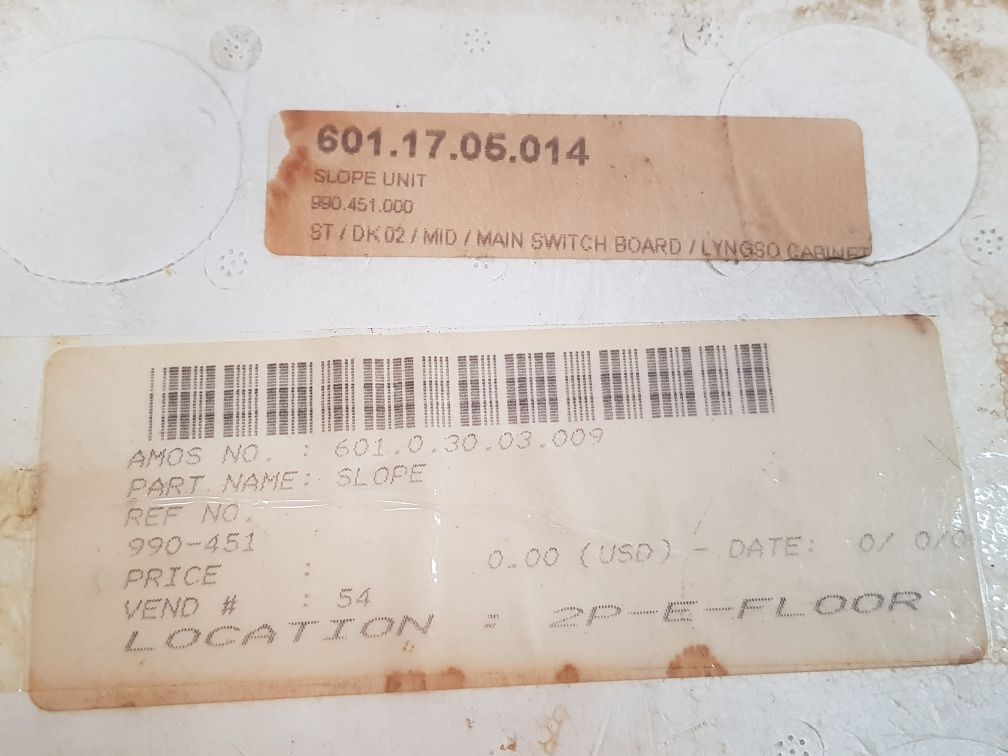 601.17.05.014
SLOPE UNIT
990.451.000
ST / DK 02 / MID / MAIN SWITCH BOARD / LYNGSO CABINET
AMOS NO. : 601.0.30.03.009
PART NAME: SLOPE
REF NO.
990-451
PRICE : 0.00 (USD) - DATE: 0/ 0/0
VEND # : 54
LOCATION : 2P-E-FLOOR